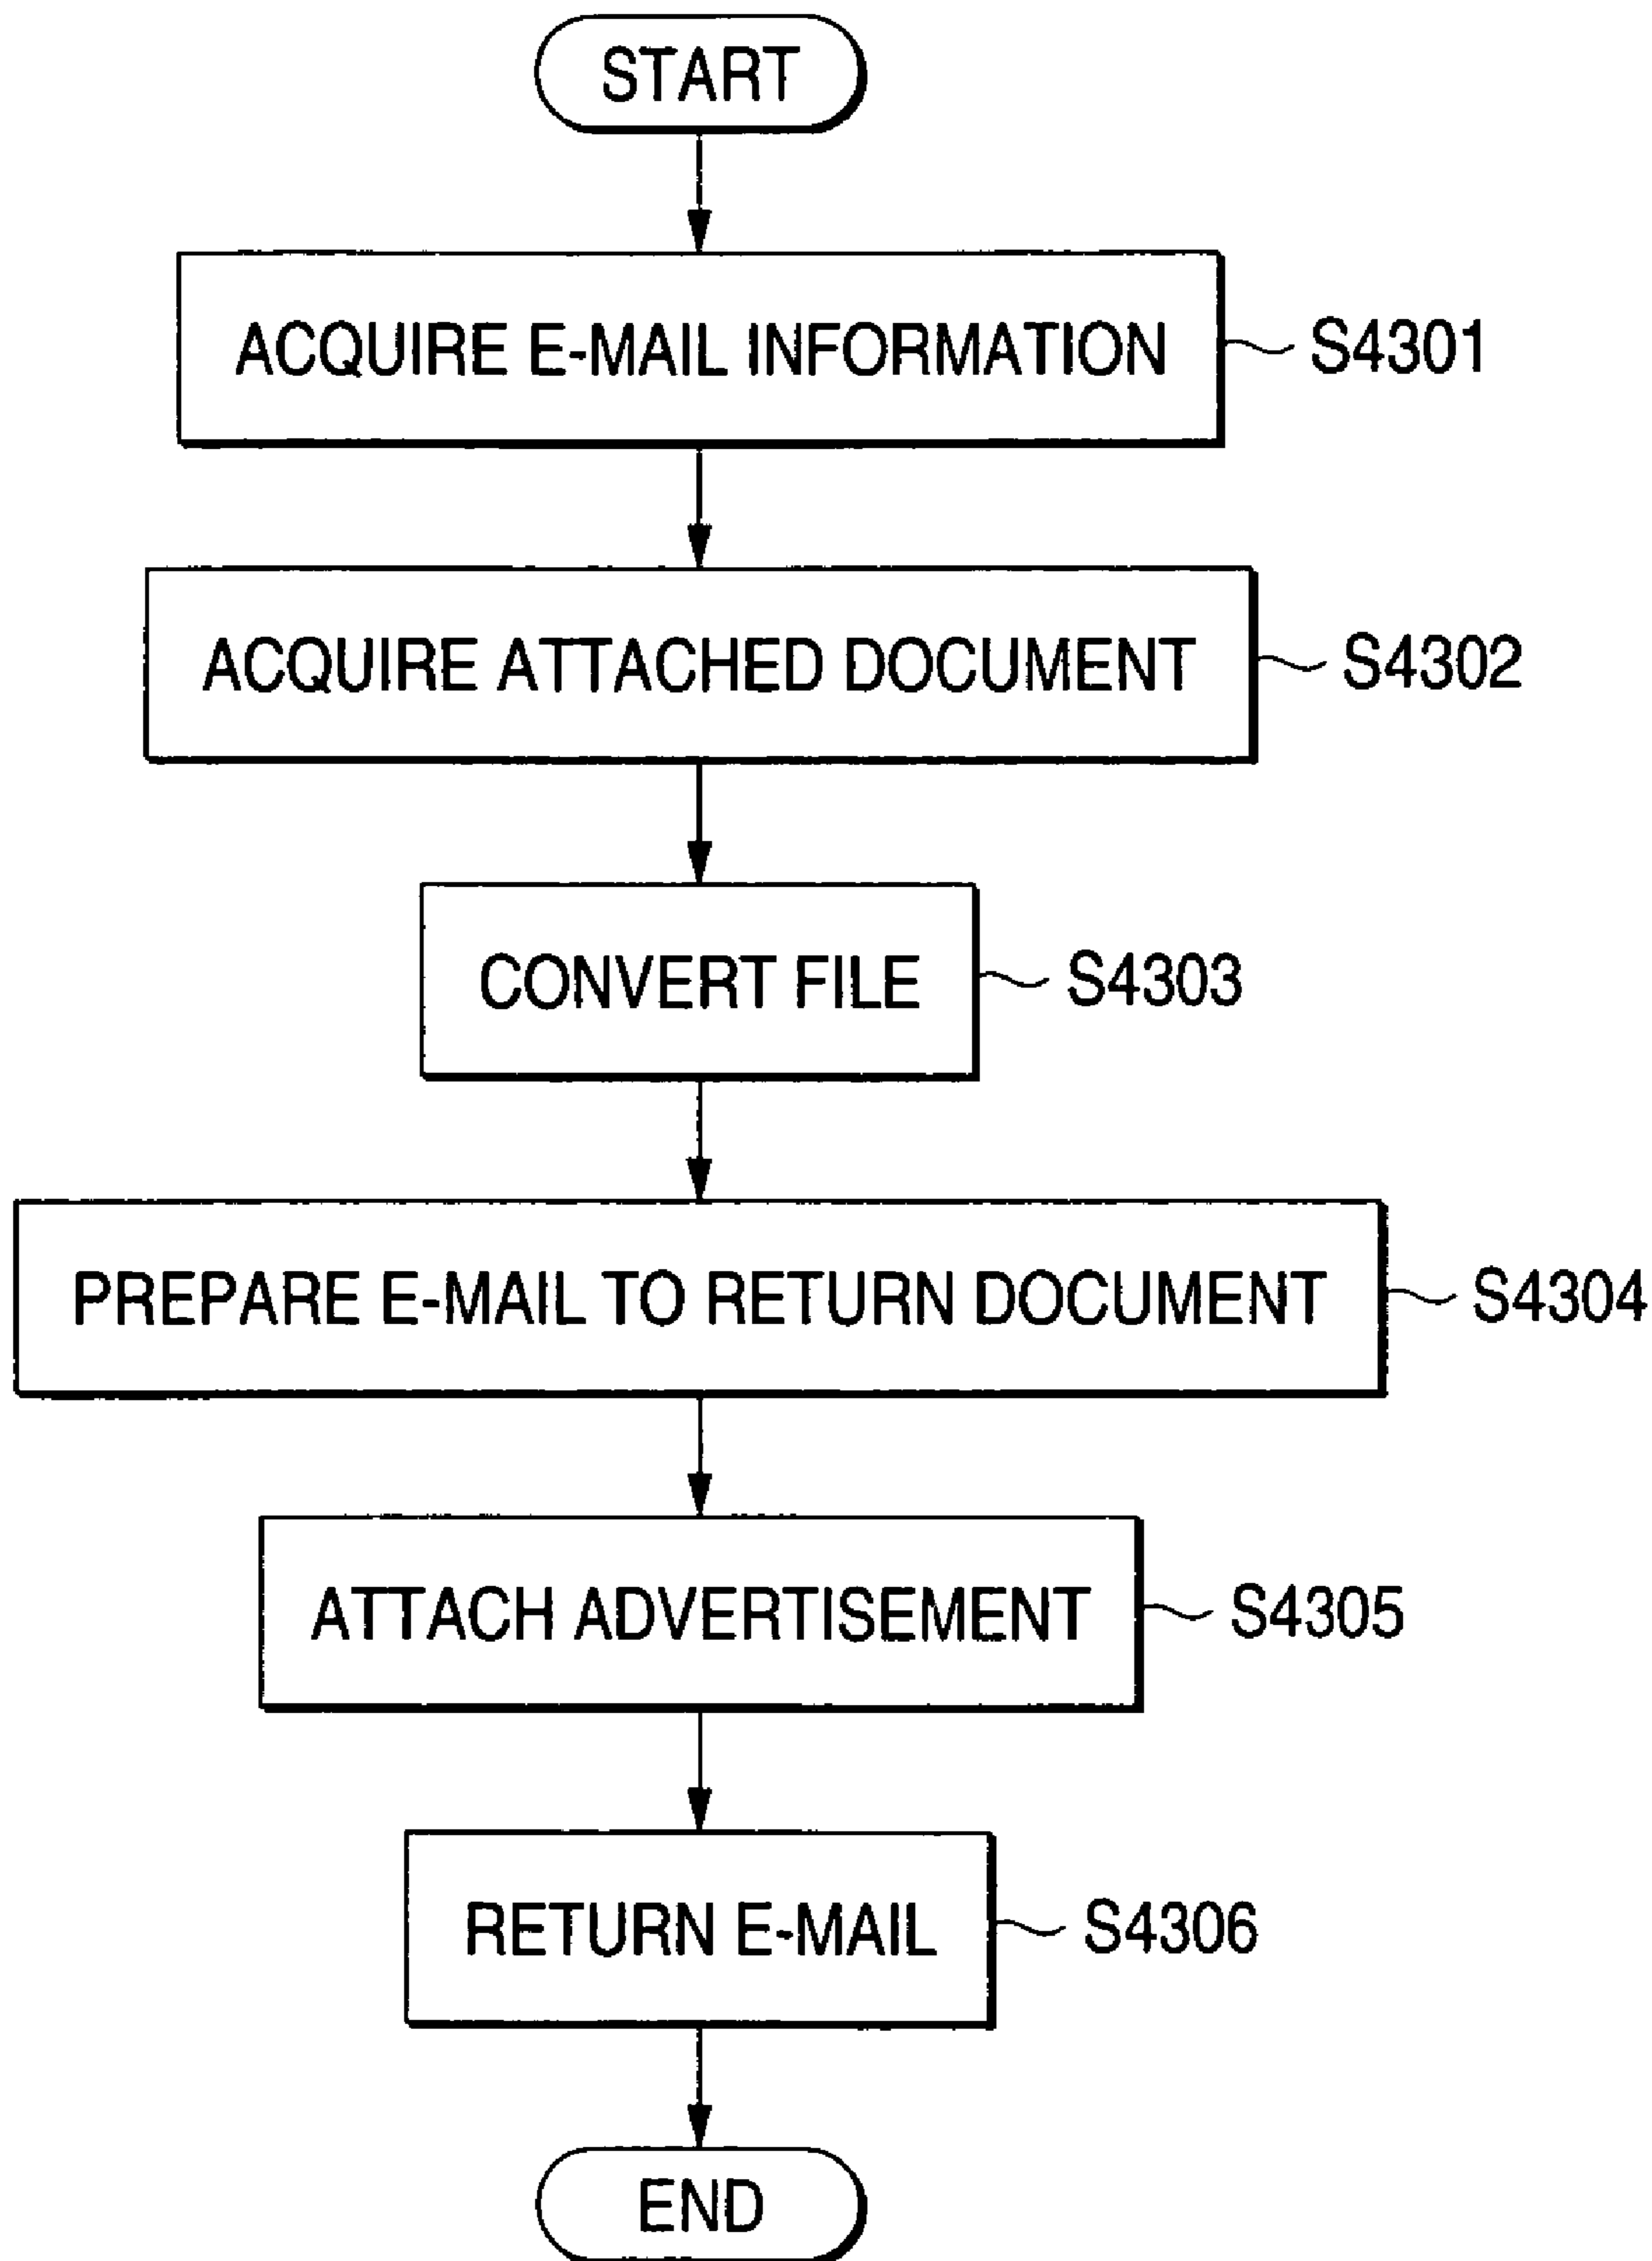 START
ACQUIRE E-MAIL INFORMATION S4301
ACQUIRE ATTACHED DOCUMENT S4302
CONVERT FILE S4303
PREPARE E-MAIL TO RETURN DOCUMENT S4304
ATTACH ADVERTISEMENT S4305
RETURN E-MAIL S4306
END